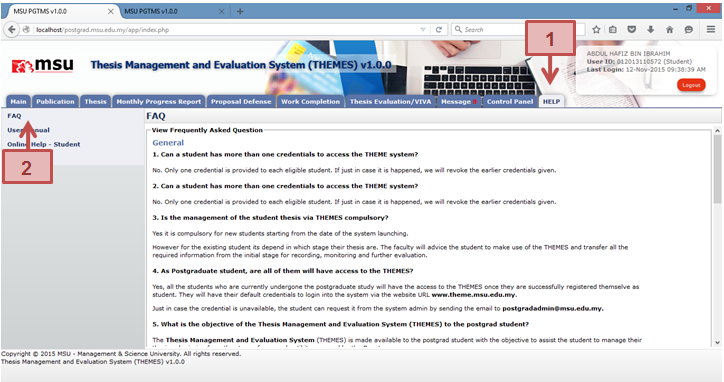 MSU PGTMS v1.0.0
MSU PGTMS v1.0.0
localhost/postgrad.msu.edu.my/app/index.php
Search
1
msu
Thesis Management and Evaluation System (THEMES) v1.0.0
ABDUL HAFIZ BIN IBRAHIM
User ID: 012013110572 (Student)
Last Login: 12-Nov-2015 09:38:39 AM
Logout
Main Publication Thesis Monthly Progress Report Proposal Defense Work Completion Thesis Evaluation/VIVA Message Control Panel HELP
FAQ
User Manual
Online Help - Student
2
FAQ
View Frequently Asked Question
General
1. Can a student has more than one credentials to access the THEME system?
No. Only one credential is provided to each eligible student. If just in case it is happened, we will revoke the earlier credentials given.
2. Can a student has more than one credentials to access the THEME system?
No. Only one credential is provided to each eligible student. If just in case it is happened, we will revoke the earlier credentials given.
3. Is the management of the student thesis via THEMES compulsory?
Yes it is compulsory for new students starting from the date of the system launching.
However for the existing student its depend in which stage their thesis are. The faculty will advice the student to make use of the THEMES and transfer all the
required information from the initial stage for recording, monitoring and further evaluation.
4. As Postgraduate student, are all of them will have access to the THEMES?
Yes, all the students who are currently undergone the postgraduate study will have the access to the THEMES once they are successfully registered themselve as
student. They will have their default credentials to login into the system via the website URL www.theme.msu.edu.my.
Just in case the credential is unavailable, the student can request it from the system admin by sending the email to postgradadmin@msu.edu.my.
5. What is the objective of the Thesis Management and Evaluation System (THEMES) to the postgrad student?
The Thesis Management and Evaluation System (THEMES) is made available to the postgrad student with the objective to assist the student to manage their
Copyright © 2015 MSU - Management & Science University. All rights reserved.
Thesis Management and Evaluation System (THEMES) v1.0.0